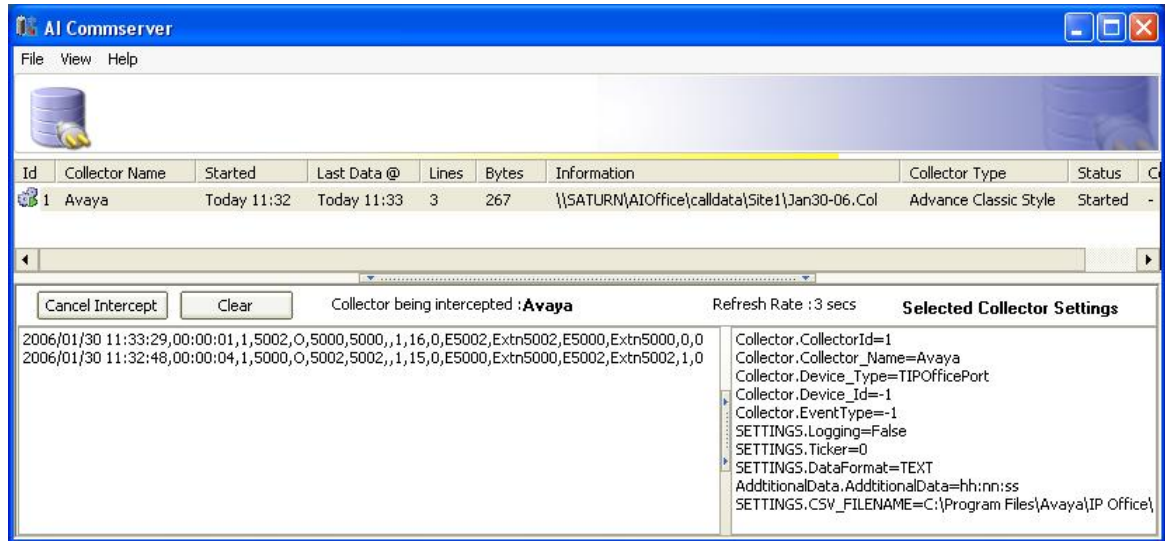 AI Commserver
File View Help
Id Collector Name Started Last Data @ Lines Bytes Information Collector Type Status
1 Avaya Today 11:32 Today 11:33 3 267 \\SATURN\AIOffice\calldata\Site1\Jan30-06.Col Advance Classic Style Started -
Cancel Intercept Clear Collector being intercepted :Avaya Refresh Rate :3 secs Selected Collector Settings
2006/01/30 11:33:29,00:00:01,1,5002,O,5000,5000,,1,16,0,E5002,Extn5002,E5000,Extn5000,0,0
2006/01/30 11:32:48,00:00:04,1,5000,O,5002,5002,,1,15,0,E5000,Extn5000,E5002,Extn5002,1,0
Collector.CollectorId=1
Collector.Collector_Name=Avaya
Collector.Device_Type=TIPOfficePort
Collector.Device_Id=-1
Collector.EventType=-1
SETTINGS.Logging=False
SETTINGS.Ticker=0
SETTINGS.DataFormat=TEXT
AddtitionalData.AddtitionalData=hh:nn:ss
SETTINGS.CSV_FILENAME=C:\Program Files\Avaya\IP Office\